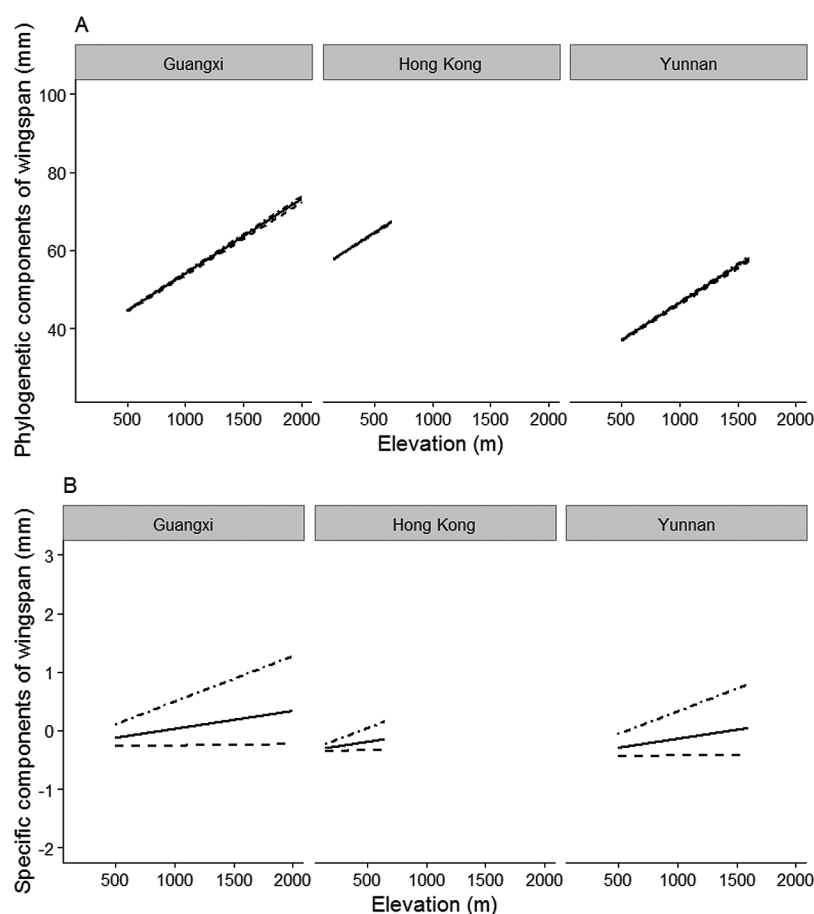 A
Phylogenetic components of wingspan (mm)
Guangxi
Hong Kong
Yunnan
100
80
60
40
500 1000 1500 2000 500 1000 1500 2000 500 1000 1500 2000
Elevation (m)
B
Specific components of wingspan (mm)
Guangxi
Hong Kong
Yunnan
3
2
1
0
-1
-2
500 1000 1500 2000 500 1000 1500 2000 500 1000 1500 2000
Elevation (m)